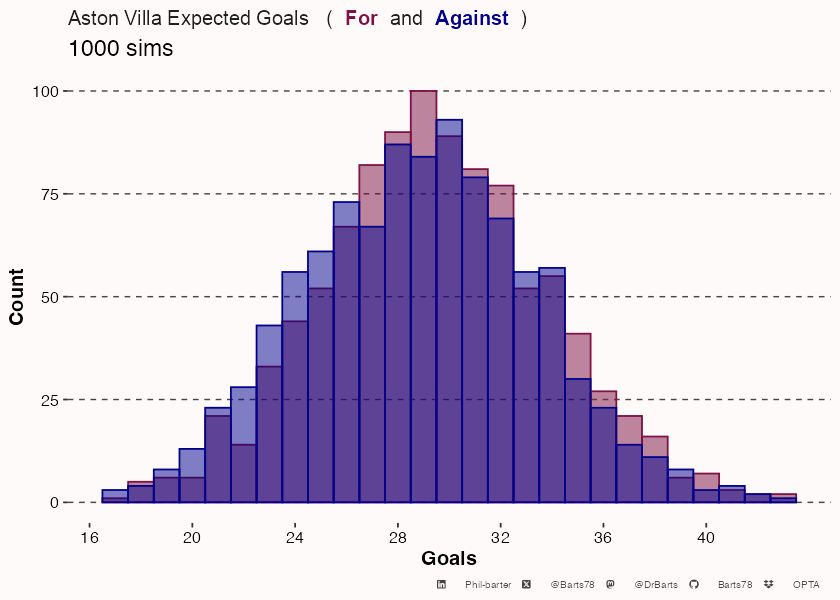 Aston Villa Expected Goals ( For and Against )
1000 sims
100
75
50
25
0
Count
16 20 24 28 32 36 40
Goals
Phil-barter @Barts78 @DrBarts Barts78 OPTA